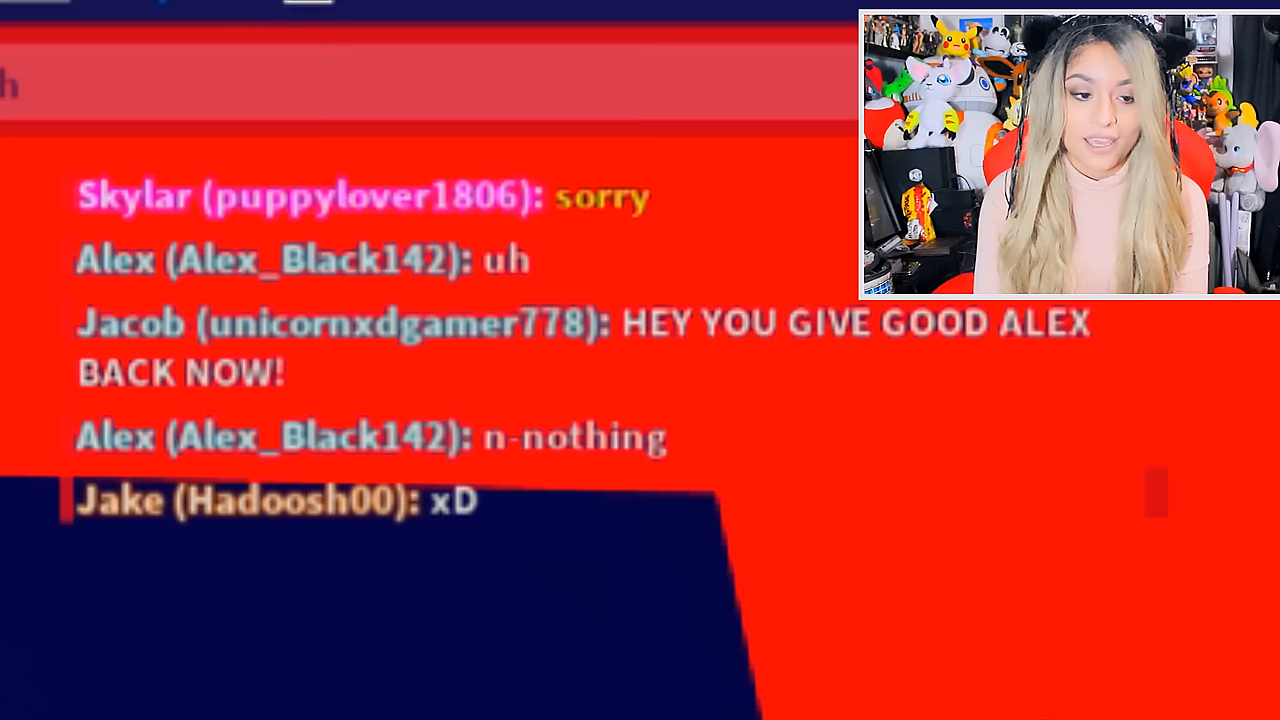 h
Skylar (puppylover1806): sorry
Alex (Alex_Black142): uh
Jacob (unicornxdgamer778): HEY YOU GIVE GOOD ALEX
BACK NOW!
Alex (Alex_Black142): n-nothing
Jake (Hadoosh00): xD